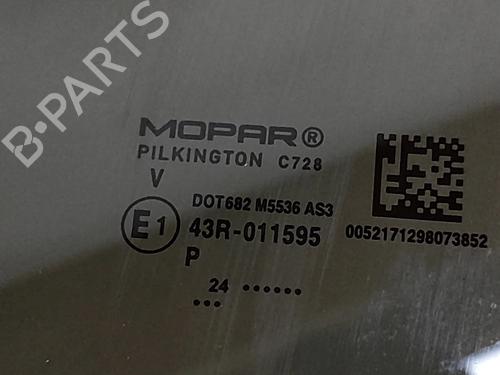 B-PARTS
MOPAR®
PILKINGTON C728
V
DOT682 M5536 AS3
E1 43R-011595
P
0052171298073852
24 ......
...